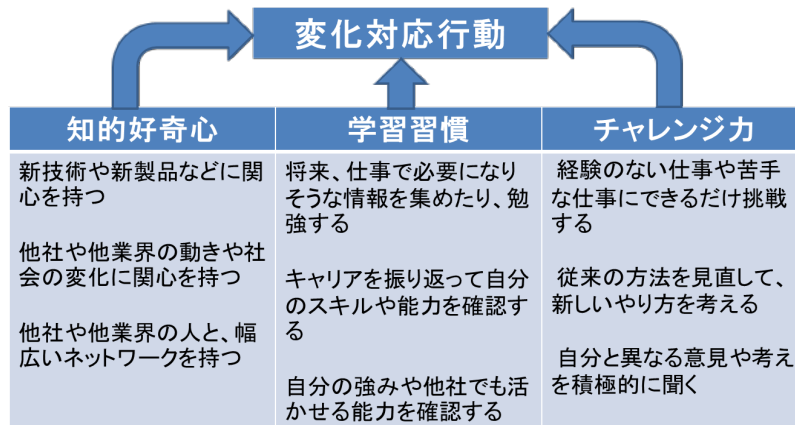 変化対応行動
知的好奇心
学習習慣
チャレンジ力
新技術や新製品などに関
心を持つ
他社や他業界の動きや社
会の変化に関心を持つ
他社や他業界の人と、幅
広いネットワークを持つ
将来、仕事で必要になり
そうな情報を集めたり、勉
強する
キャリアを振り返って自分
のスキルや能力を確認す
る
自分の強みや他社でも活
かせる能力を確認する
経験のない仕事や苦手
な仕事にできるだけ挑戦
する
従来の方法を見直して、
新しいやり方を考える
自分と異なる意見や考え
を積極的に聞く